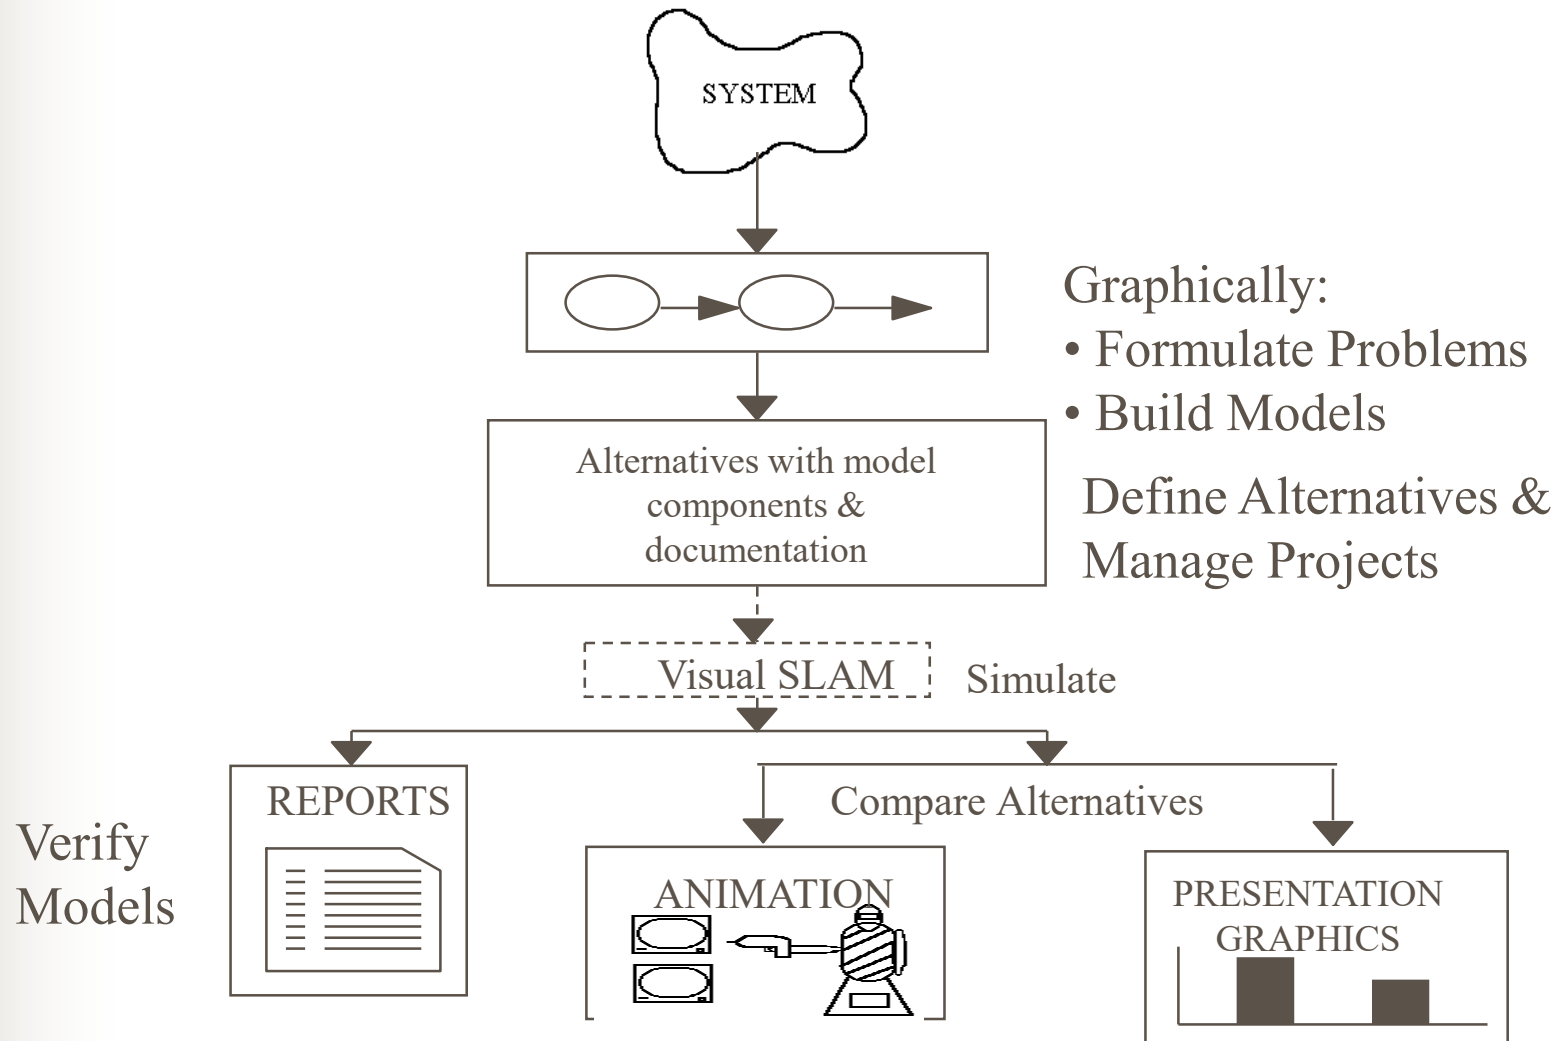 SYSTEM
Graphically:
• Formulate Problems
• Build Models
Alternatives with model
components &
documentation
Define Alternatives &
Manage Projects
Visual SLAM
Simulate
REPORTS
Compare Alternatives
Verify
Models
ANIMATION
PRESENTATION
GRAPHICS